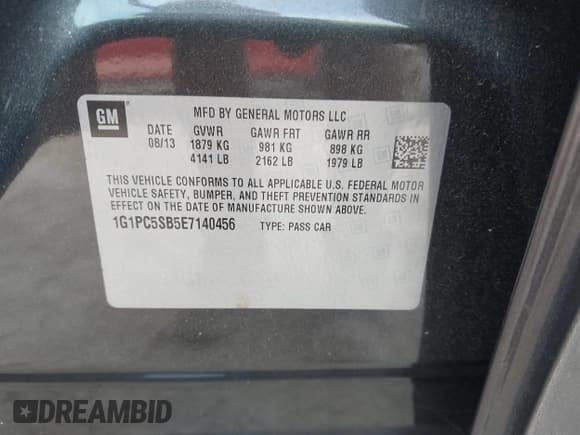 GM
MFD BY GENERAL MOTORS LLC
DATE GVWR GAWR FRT GAWR RR
08/13 1879 KG 981 KG 898 KG
4141 LB 2162 LB 1979 LB
THIS VEHICLE CONFORMS TO ALL APPLICABLE U.S. FEDERAL MOTOR
VEHICLE SAFETY, BUMPER, AND THEFT PREVENTION STANDARDS
IN EFFECT ON THE DATE OF MANUFACTURE SHOWN ABOVE.
1G1PC5SB5E7140456 TYPE: PASS CAR
DREAMBID